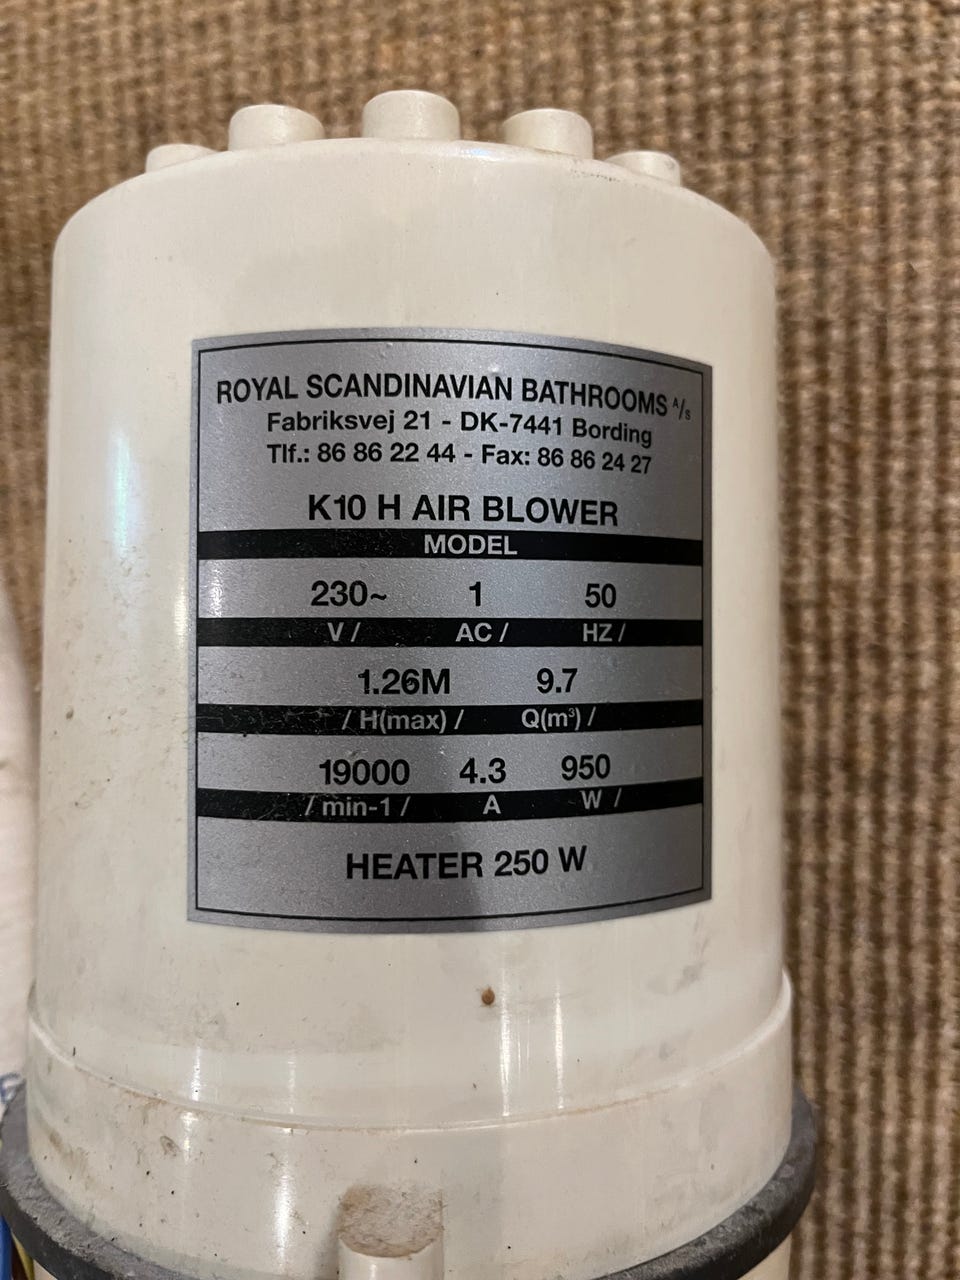 ROYAL SCANDINAVIAN BATHROOMS A/S
Fabriksvej 21 - DK-7441 Bording
Tlf.: 86 86 22 44 - Fax: 86 86 24 27
K10 H AIR BLOWER
MODEL
230~ 1 50
V / AC / HZ /
1.26M 9.7
/ H(max) / Q(m³) /
19000 4.3 950
/ min-1 / A W /
HEATER 250 W